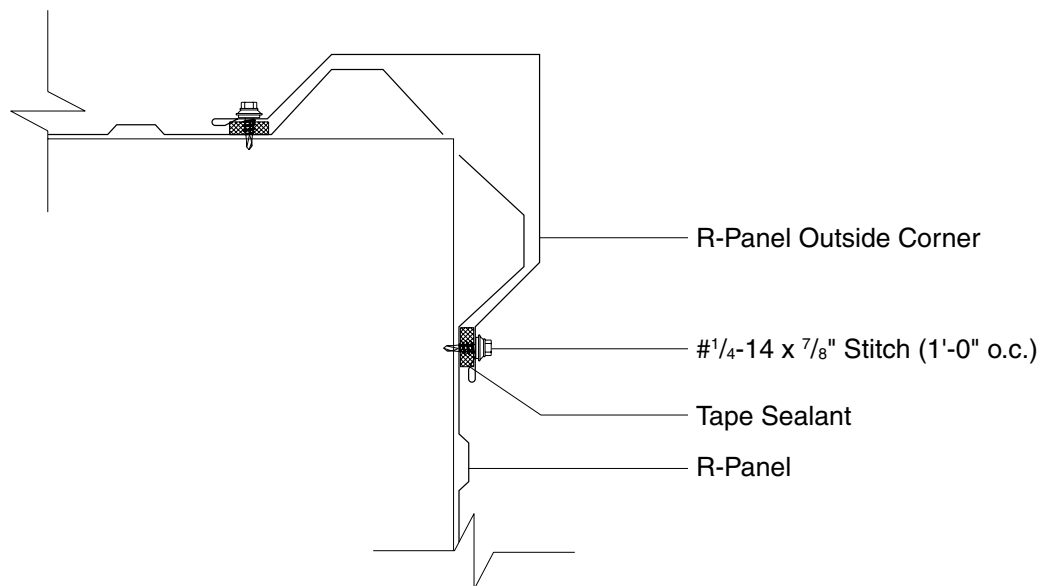 R-Panel Outside Corner
#1/4-14 x 7/8" Stitch (1'-0" o.c.)
Tape Sealant
R-Panel